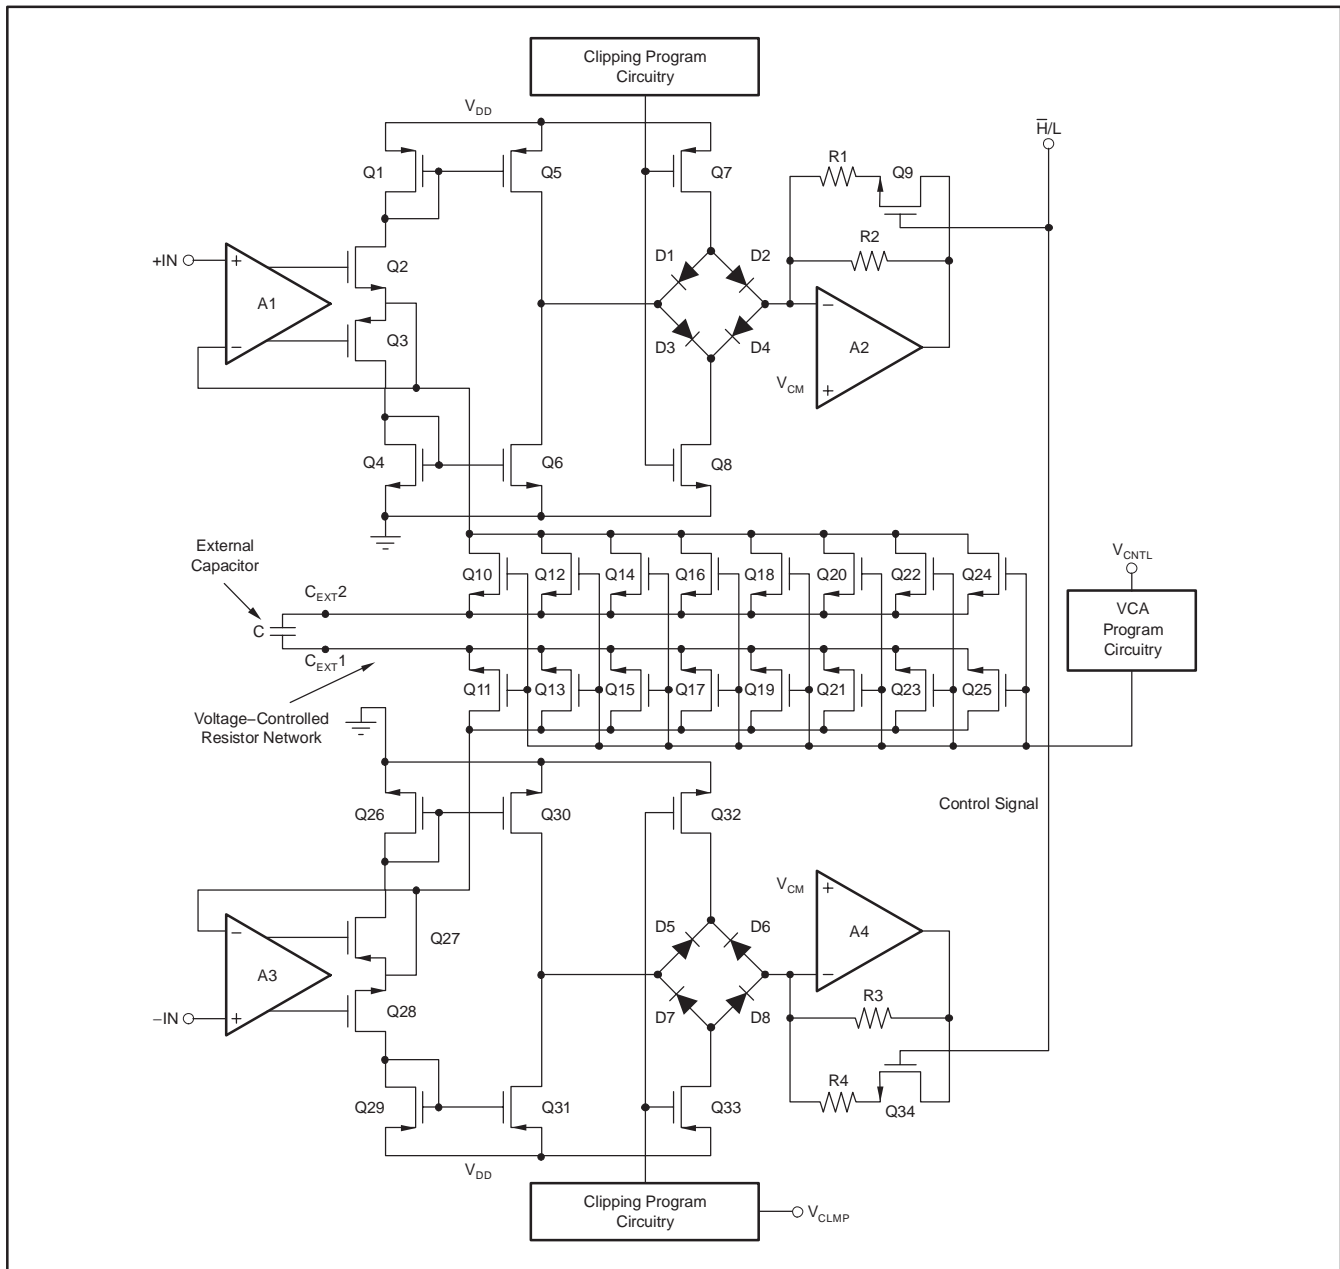 Clipping Program
Circuitry
V_DD
H̅/L
Q1
Q5
Q7
R1
Q9
R2
D1
D2
+IN
+
A1
−
Q2
Q3
−
A2
+
V_CM
D3
D4
Q4
Q6
Q8
External
Capacitor
C_EXT2
C
C_EXT1
Q10
Q12
Q14
Q16
Q18
Q20
Q22
Q24
V_CNTL
VCA
Program
Circuitry
Q11
Q13
Q15
Q17
Q19
Q21
Q23
Q25
Voltage−Controlled
Resistor Network
Control Signal
Q26
Q30
Q32
V_CM
+
A4
−
D5
D6
Q27
−
A3
+
−IN
Q28
D7
D8
R3
R4
Q34
Q29
Q31
Q33
V_DD
Clipping Program
Circuitry
V_CLMP